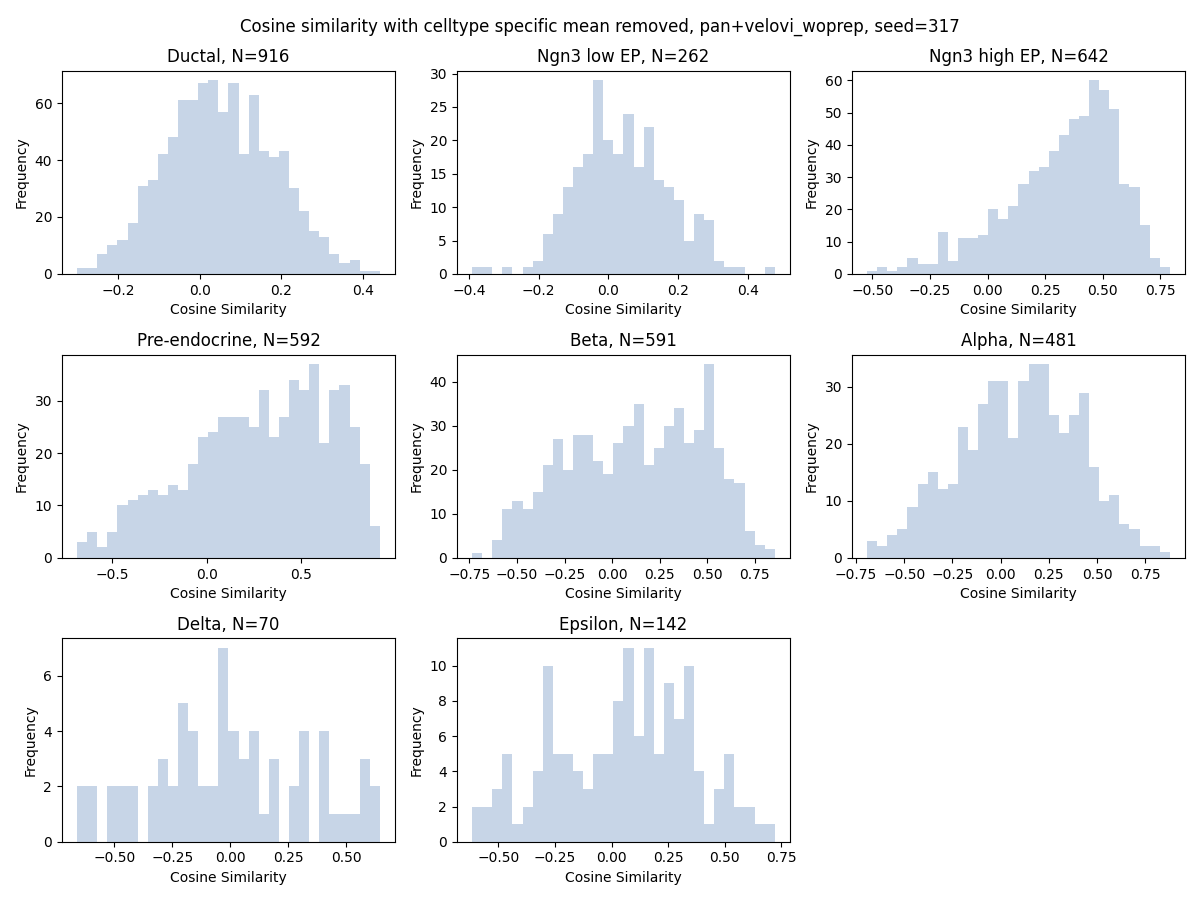 Cosine similarity with celltype specific mean removed, pan+velovi_woprep, seed=317
Ductal, N=916
Frequency
60
40
20
0
−0.2 0.0 0.2 0.4
Cosine Similarity
Ngn3 low EP, N=262
Frequency
30
25
20
15
10
5
0
−0.4 −0.2 0.0 0.2 0.4
Cosine Similarity
Ngn3 high EP, N=642
Frequency
60
50
40
30
20
10
0
−0.50 −0.25 0.00 0.25 0.50 0.75
Cosine Similarity
Pre-endocrine, N=592
Frequency
30
20
10
0
−0.5 0.0 0.5
Cosine Similarity
Beta, N=591
Frequency
40
30
20
10
0
−0.75 −0.50 −0.25 0.00 0.25 0.50 0.75
Cosine Similarity
Alpha, N=481
Frequency
30
20
10
0
−0.75 −0.50 −0.25 0.00 0.25 0.50 0.75
Cosine Similarity
Delta, N=70
Frequency
6
4
2
0
−0.50 −0.25 0.00 0.25 0.50
Cosine Similarity
Epsilon, N=142
Frequency
10
8
6
4
2
0
−0.50 −0.25 0.00 0.25 0.50 0.75
Cosine Similarity